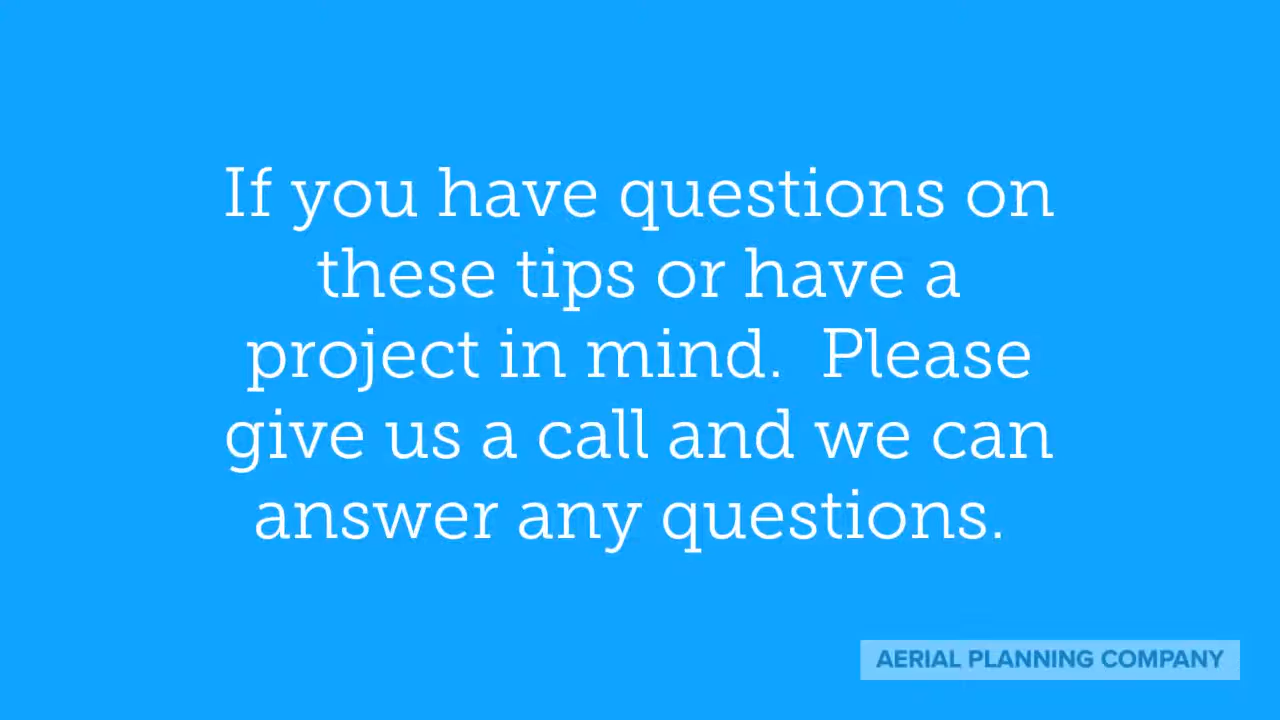 If you have questions on
these tips or have a
project in mind.  Please
give us a call and we can
answer any questions.
AERIAL PLANNING COMPANY